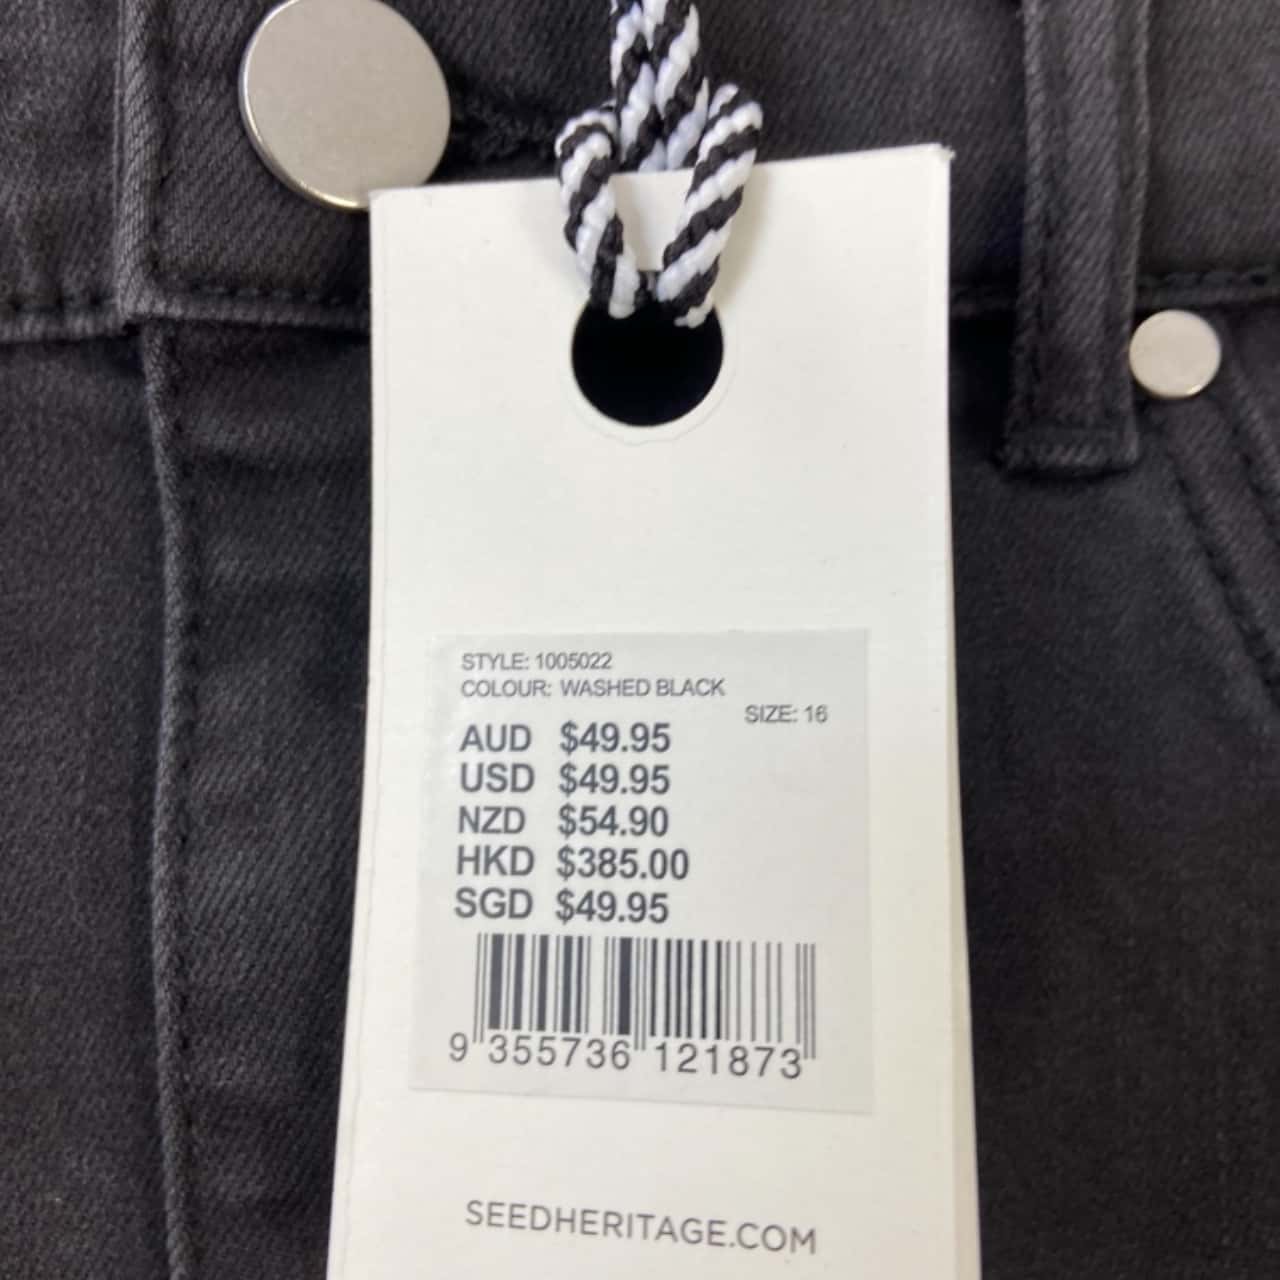 STYLE: 1005022
COLOUR: WASHED BLACK
SIZE: 16
AUD $49.95
USD $49.95
NZD $54.90
HKD $385.00
SGD $49.95
9 355736 121873
SEEDHERITAGE.COM